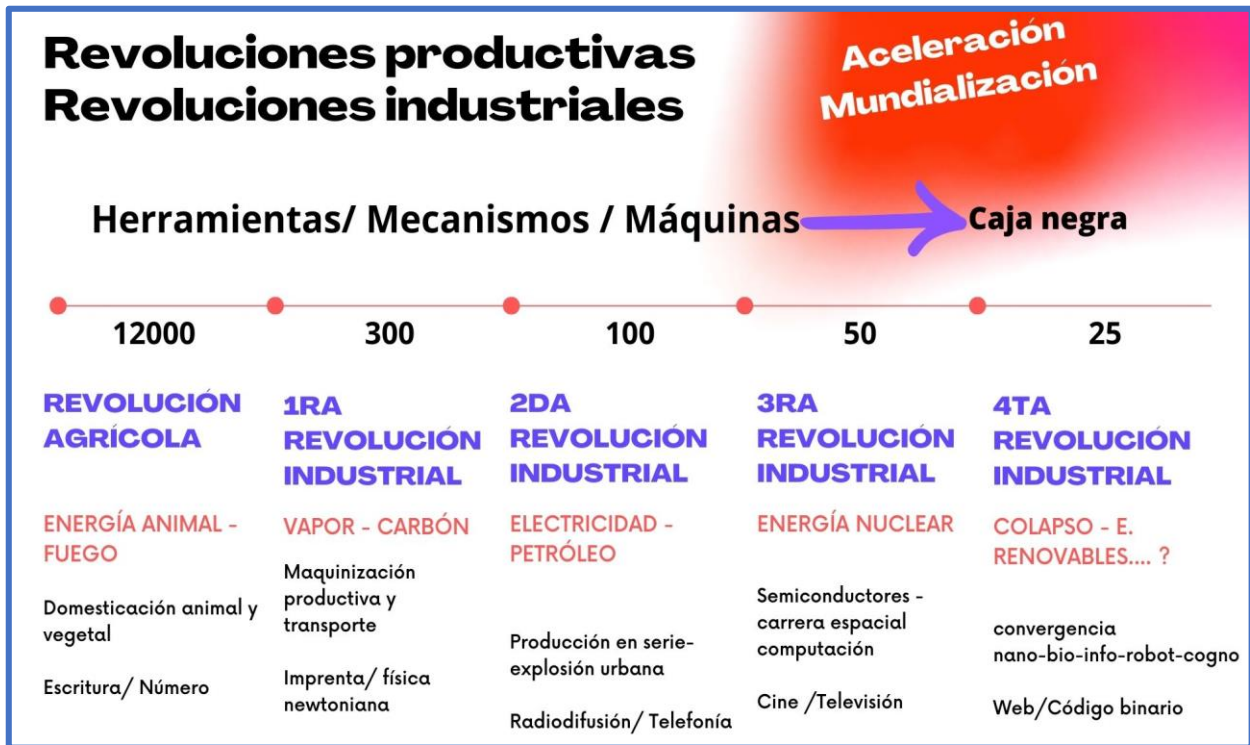 Revoluciones productivas
Revoluciones industriales
Aceleración
Mundialización
Herramientas/ Mecanismos / Máquinas
Caja negra
12000
300
100
50
25
REVOLUCIÓN
AGRÍCOLA
ENERGÍA ANIMAL -
FUEGO
Domesticación animal y
vegetal
Escritura/ Número
1RA
REVOLUCIÓN
INDUSTRIAL
VAPOR - CARBÓN
Maquinización
productiva y
transporte
Imprenta/ física
newtoniana
2DA
REVOLUCIÓN
INDUSTRIAL
ELECTRICIDAD -
PETRÓLEO
Producción en serie-
explosión urbana
Radiodifusión/ Telefonía
3RA
REVOLUCIÓN
INDUSTRIAL
ENERGÍA NUCLEAR
Semiconductores -
carrera espacial
computación
Cine /Televisión
4TA
REVOLUCIÓN
INDUSTRIAL
COLAPSO - E.
RENOVABLES.... ?
convergencia
nano-bio-info-robot-cogno
Web/Código binario